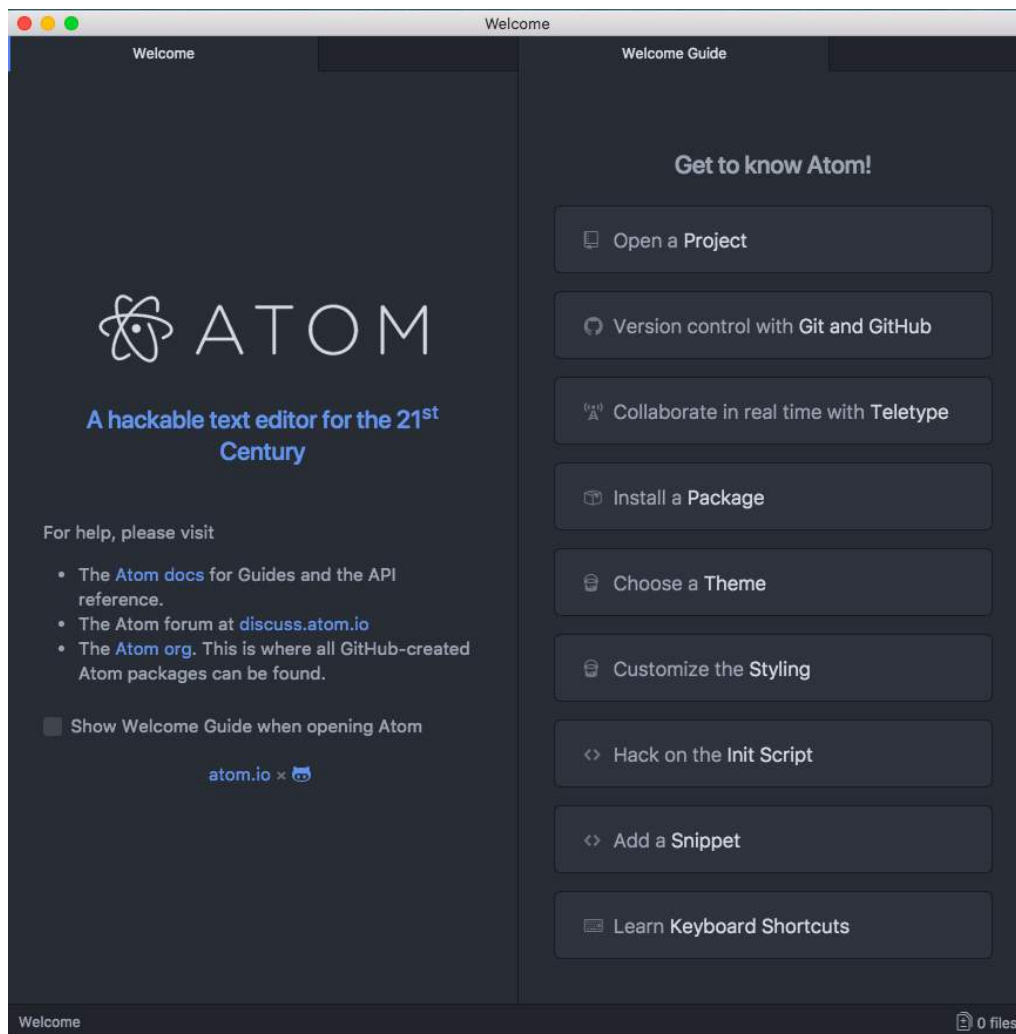 Welcome
Welcome
Welcome Guide
ATOM
A hackable text editor for the 21st
Century
For help, please visit
• The Atom docs for Guides and the API
reference.
• The Atom forum at discuss.atom.io
• The Atom org. This is where all GitHub-created
Atom packages can be found.
Show Welcome Guide when opening Atom
atom.io ×
Get to know Atom!
Open a Project
Version control with Git and GitHub
Collaborate in real time with Teletype
Install a Package
Choose a Theme
Customize the Styling
Hack on the Init Script
Add a Snippet
Learn Keyboard Shortcuts
Welcome
0 files